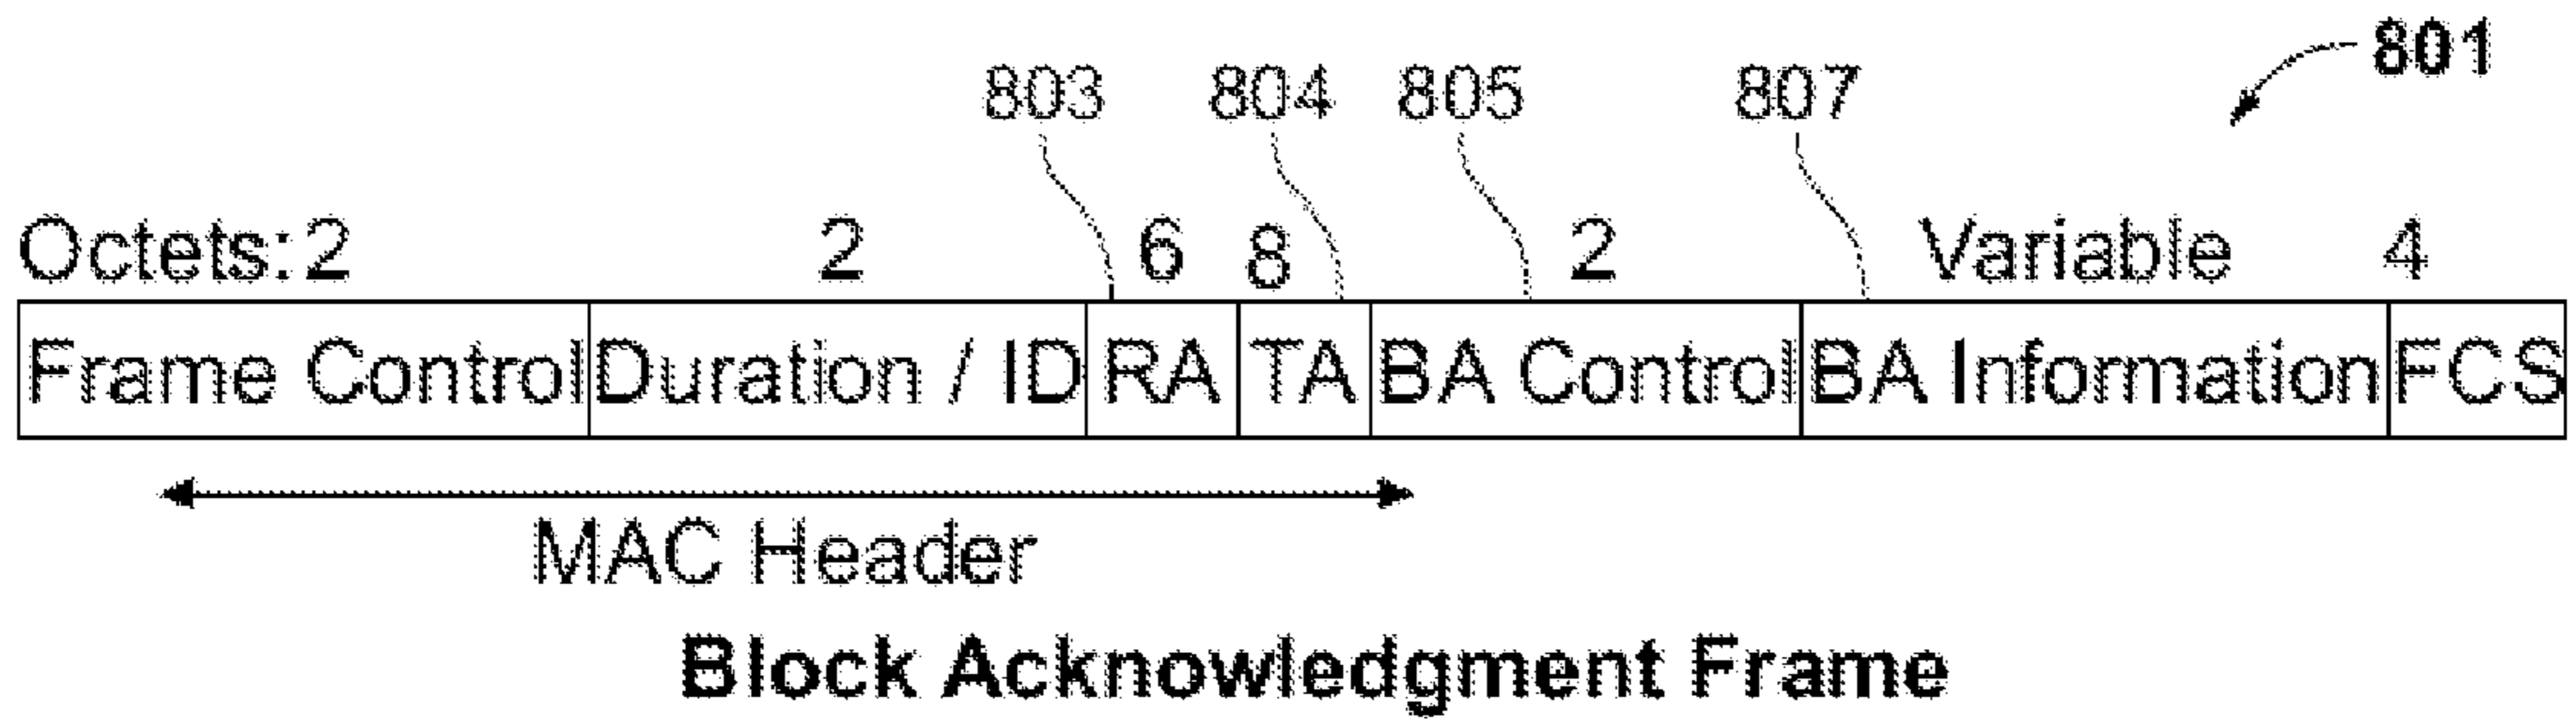 801
803 804 805 807
Octets: 2 2 6 8 2 Variable 4
Frame Control Duration / ID RA TA BA Control BA Information FCS
MAC Header
Block Acknowledgment Frame